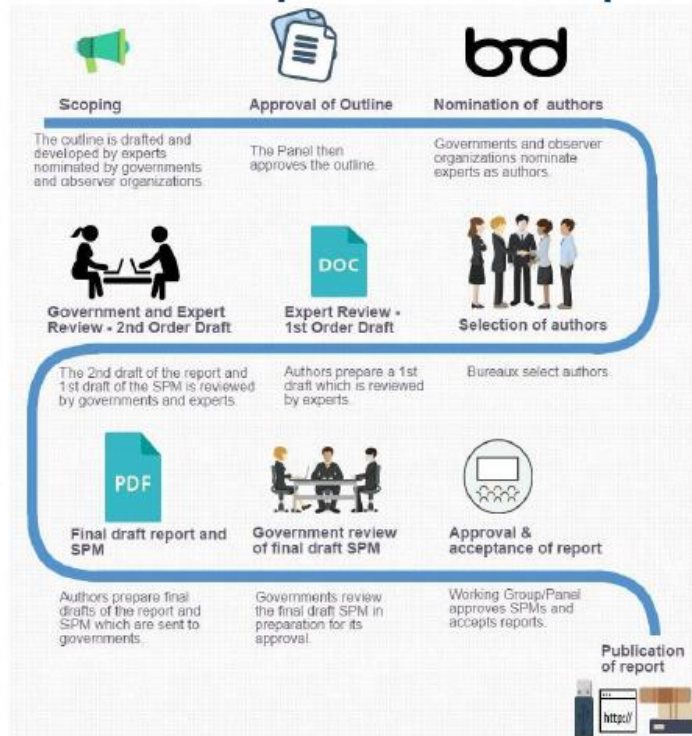 Scoping
Approval of Outline
Nomination of authors
The outline is drafted and
developed by experts
nominated by governments
and observer organizations.
The Panel then
approves the outline.
Governments and observer
organizations nominate
experts as authors.
DOC
Government and Expert
Review - 2nd Order Draft
Expert Review -
1st Order Draft
Selection of authors
The 2nd draft of the report and
1st draft of the SPM is reviewed
by governments and experts.
Authors prepare a 1st
draft which is reviewed
by experts.
Bureaux select authors.
PDF
Final draft report and
SPM
Government review
of final draft SPM
Approval &
acceptance of report
Authors prepare final
drafts of the report and
SPM which are sent to
governments.
Governments review
the final draft SPM in
preparation for its
approval.
Working Group/Panel
approves SPMs and
accepts reports.
Publication
of report
http://